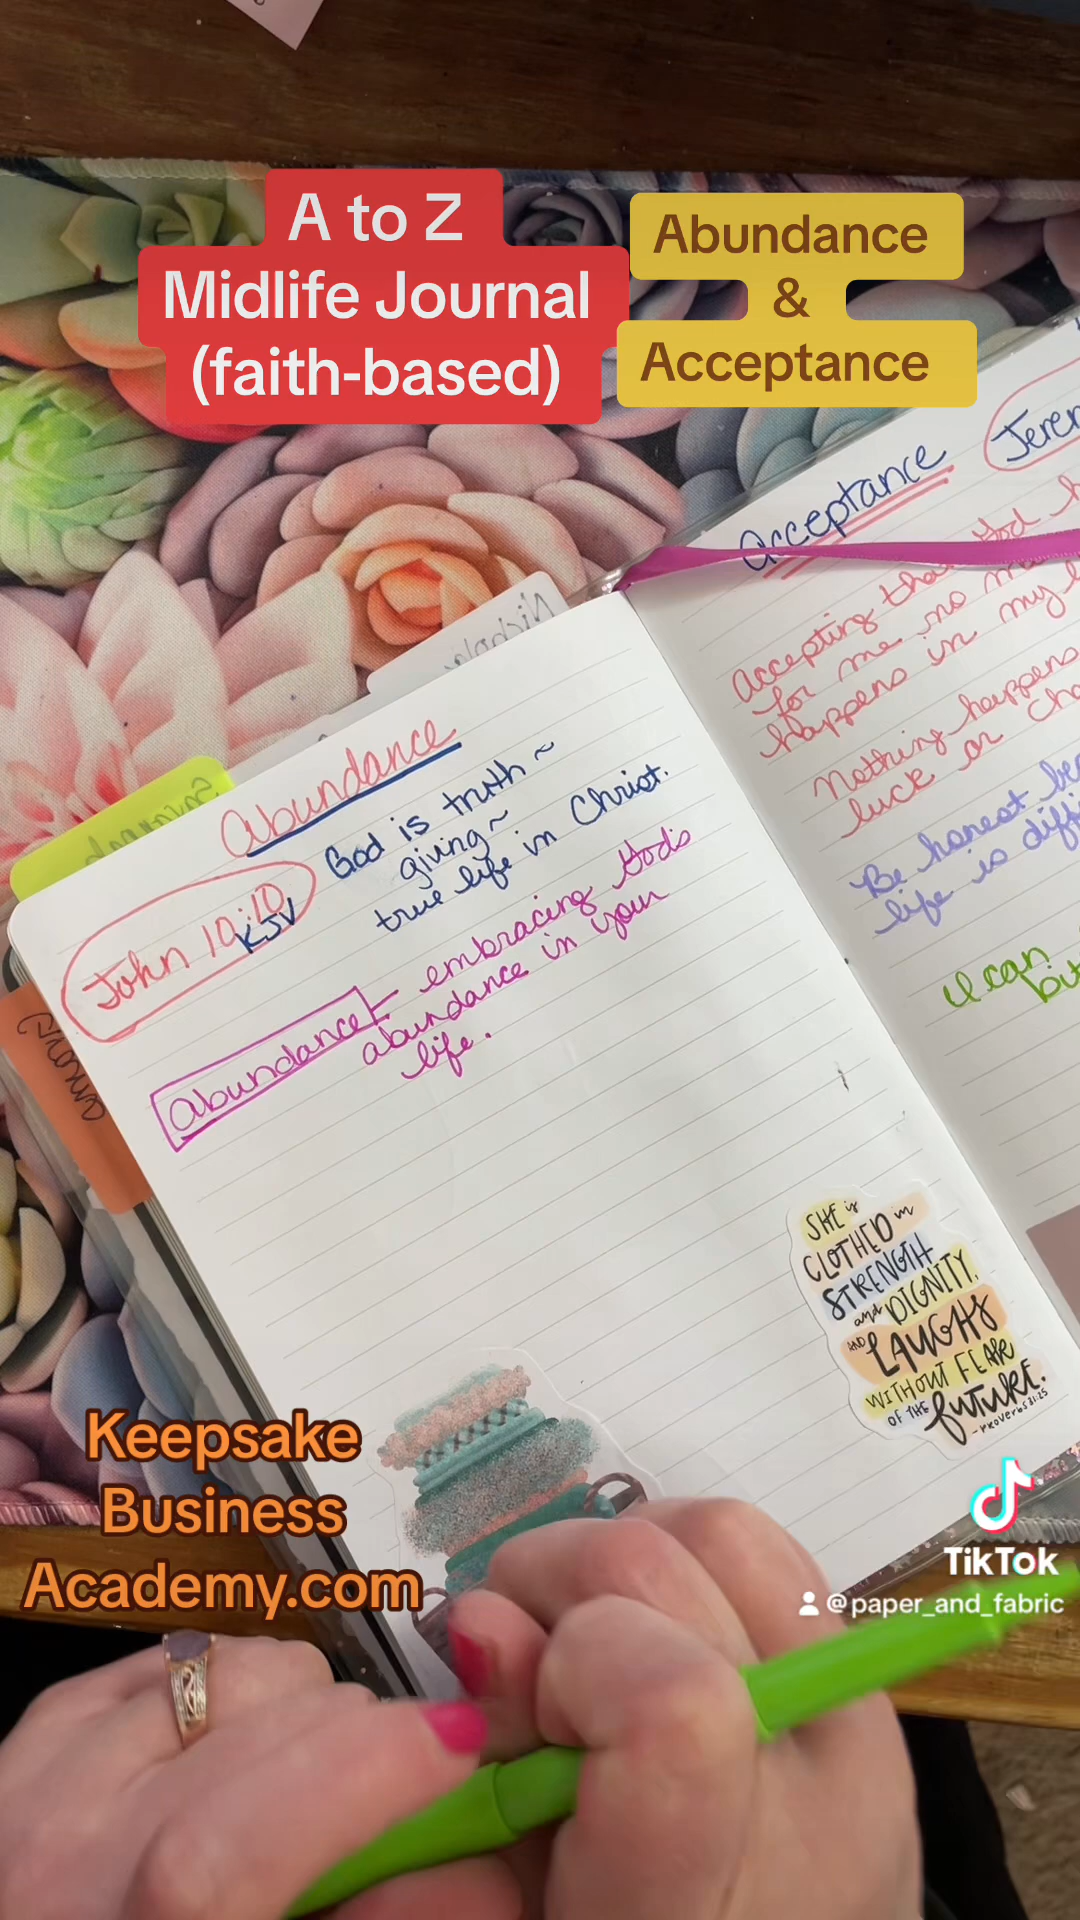 A to Z
Midlife Journal
(faith-based)
Abundance
&
Acceptance
Abundance
John 10:10
KJV
God is truth ~
giving ~
true life in Christ.
Abundance - embracing Gods
abundance in your
life.
Acceptance
Accepting
for me no
happens in my
Nothing happens
luck or
Be honest
life is
I can
SHE is
CLOTHED in
STRENGTH
and DIGNITY,
AND LAUGHS
WITHOUT FEAR
OF THE FUTURE.
-PROVERBS 31:25
Keepsake
Business
Academy.com
TikTok
@paper_and_fabric